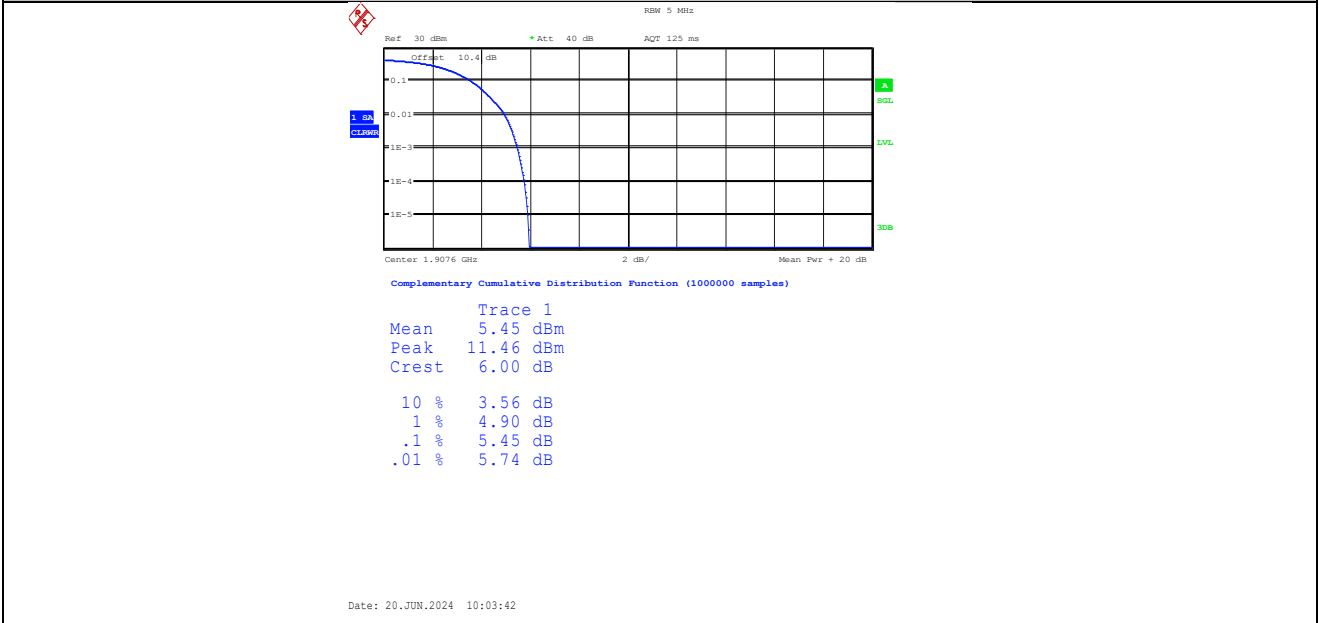 RBW 5 MHz
Ref 30 dBm * Att 40 dB AQT 125 ms
Offset 10.4 dB
0.1
A
SGL
0.01
1 SA
CLRWR
1E-3
LVL
1E-4
1E-5
3DB
Center 1.9076 GHz 2 dB/ Mean Pwr + 20 dB
Complementary Cumulative Distribution Function (1000000 samples)
Trace 1
Mean 5.45 dBm
Peak 11.46 dBm
Crest 6.00 dB
10 % 3.56 dB
1 % 4.90 dB
.1 % 5.45 dB
.01 % 5.74 dB
Date: 20.JUN.2024 10:03:42